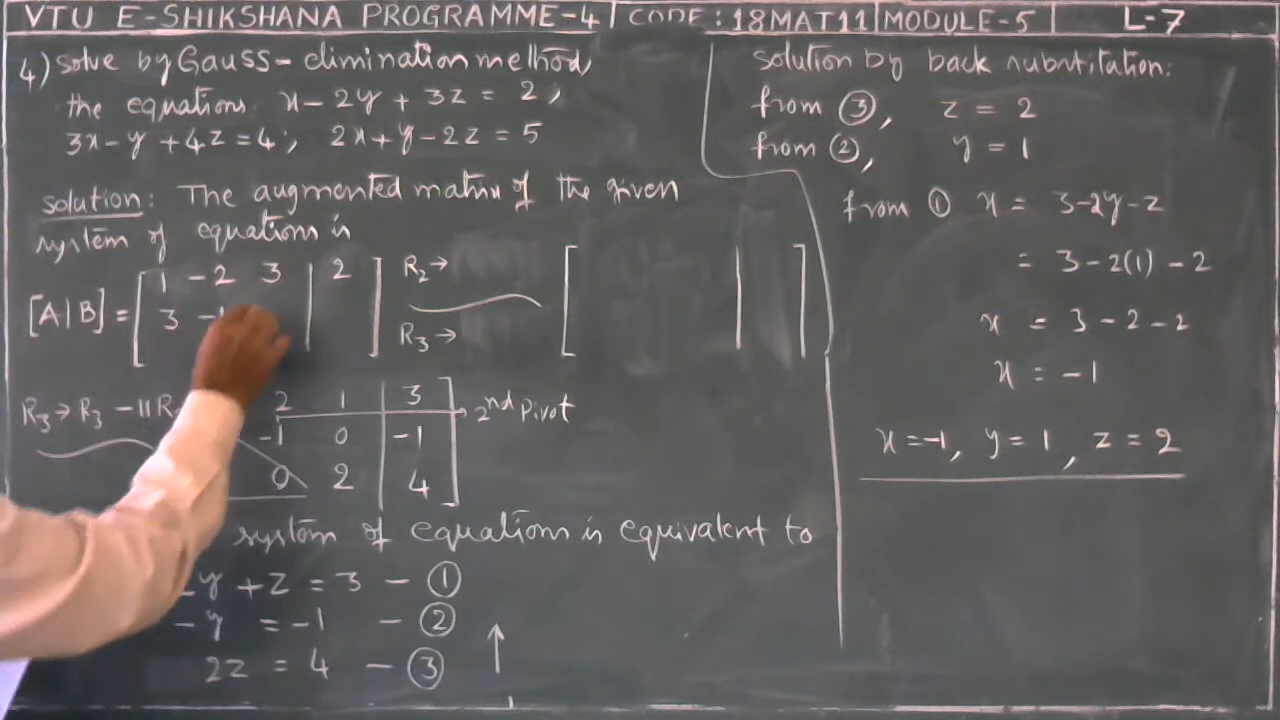 VTU E-SHIKSHANA PROGRAMME-4 | CODE: 18MAT11 | MODULE-5 | L-7
4) solve by Gauss-elimination method
the equations x - 2y + 3z = 2,
3x - y + 4z = 4; 2x + y - 2z = 5
solution: The augmented matrix of the given
system of equations is
[A|B] = [ 1 -2 3 | 2 ] R2→ [ | ]
3 -1 R3→
R3→R3 - 11R 2 1 | 3 ] → 2nd Pivot
-1 0 | -1
0 2 | 4
system of equations is equivalent to
y + z = 3 - ①
- y = -1 - ②
2z = 4 - ③ ↑
solution by back substitution:
from ③, z = 2
from ②, y = 1
from ① x = 3-2y-z
= 3-2(1)-2
x = 3-2-2
x = -1
x=-1, y=1, z=2